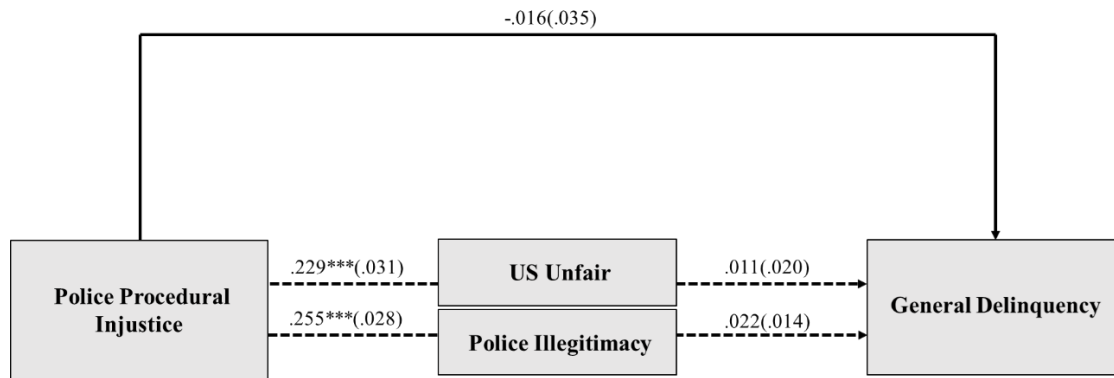 -.016(.035)
.229***(.031)
US Unfair
.011(.020)
Police Procedural
Injustice
General Delinquency
.255***(.028)
Police Illegitimacy
.022(.014)